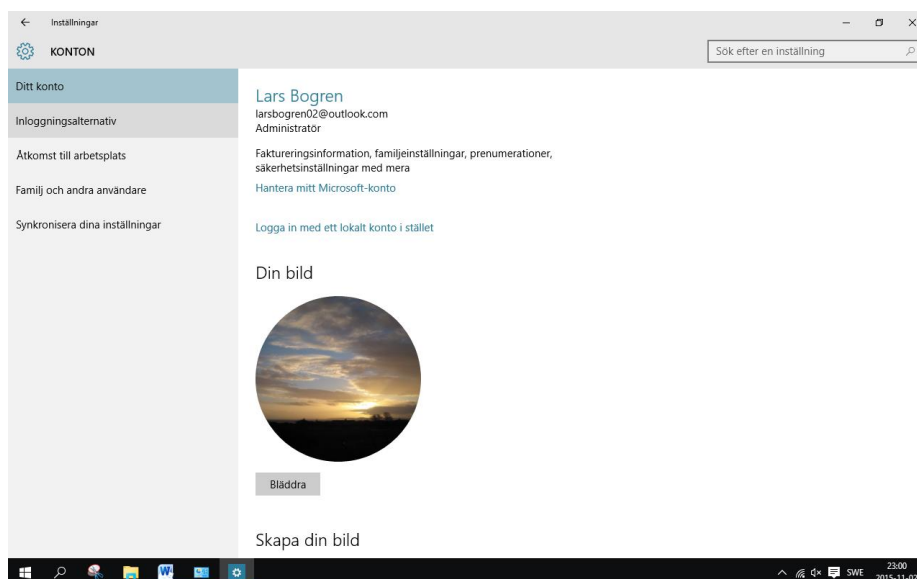 Inställningar
KONTON
Sök efter en inställning
Ditt konto
Inloggningsalternativ
Åtkomst till arbetsplats
Familj och andra användare
Synkronisera dina inställningar
Lars Bogren
larsbogren02@outlook.com
Administratör
Faktureringsinformation, familjeinställningar, prenumerationer,
säkerhetsinställningar med mera
Hantera mitt Microsoft-konto
Logga in med ett lokalt konto i stället
Din bild
Bläddra
Skapa din bild
SWE
23:00